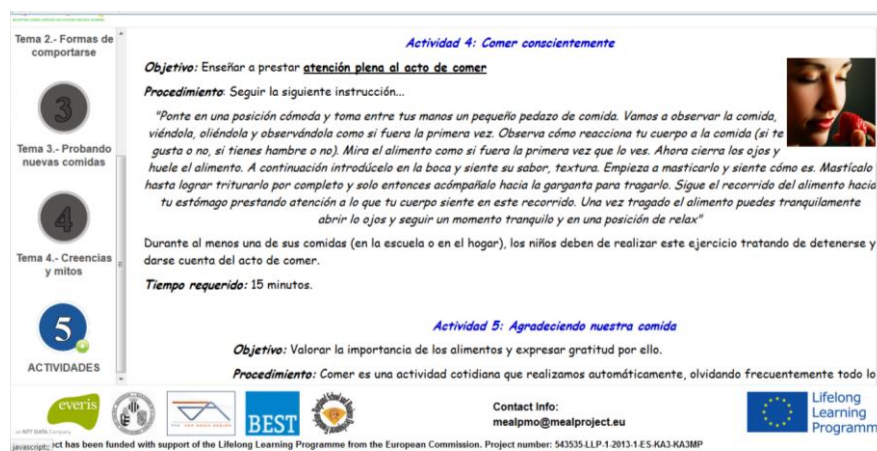 Tema 2.- Formas de
comportarse
3
Tema 3.- Probando
nuevas comidas
4
Tema 4.- Creencias
y mitos
5
ACTIVIDADES
Actividad 4: Comer conscientemente
Objetivo: Enseñar a prestar atención plena al acto de comer
Procedimiento: Seguir la siguiente instrucción...
"Ponte en una posición cómoda y toma entre tus manos un pequeño pedazo de comida. Vamos a observar la comida,
viéndola, oliéndola y observándola como si fuera la primera vez. Observa cómo reacciona tu cuerpo a la comida (si te
gusta o no, si tienes hambre o no). Mira el alimento como si fuera la primera vez que lo ves. Ahora cierra los ojos y
huele el alimento. A continuación introdúcelo en la boca y siente su sabor, textura. Empieza a masticarlo y siente cómo es. Mastícalo
hasta lograr triturarlo por completo y solo entonces acómpañalo hacia la garganta para tragarlo. Sigue el recorrido del alimento hacia
tu estómago prestando atención a lo que tu cuerpo siente en este recorrido. Una vez tragado el alimento puedes tranquilamente
abrir lo ojos y seguir un momento tranquilo y en una posición de relax"
Durante al menos una de sus comidas (en la escuela o en el hogar), los niños deben de realizar este ejercicio tratando de detenerse y
darse cuenta del acto de comer.
Tiempo requerido: 15 minutos.
Actividad 5: Agradeciendo nuestra comida
Objetivo: Valorar la importancia de los alimentos y expresar gratitud por ello.
Procedimiento: Comer es una actividad cotidiana que realizamos automáticamente, olvidando frecuentemente todo lo
everis
an NTT DATA Company
BEST
Contact Info:
mealpmo@mealproject.eu
Lifelong
Learning
Programm
javascript:;
ct has been funded with support of the Lifelong Learning Programme from the European Commission. Project number: 543535-LLP-1-2013-1-ES-KA3-KA3MP